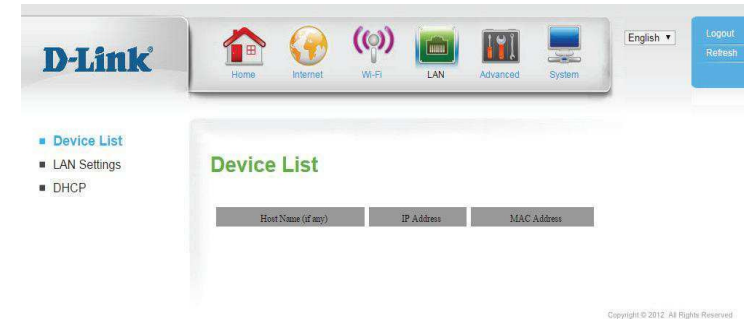 D-Link
Home Internet Wi-Fi LAN Advanced System
English
Logout
Refresh
Device List
LAN Settings
DHCP
Device List
Host Name (if any) IP Address MAC Address
Copyright © 2012 All Rights Reserved